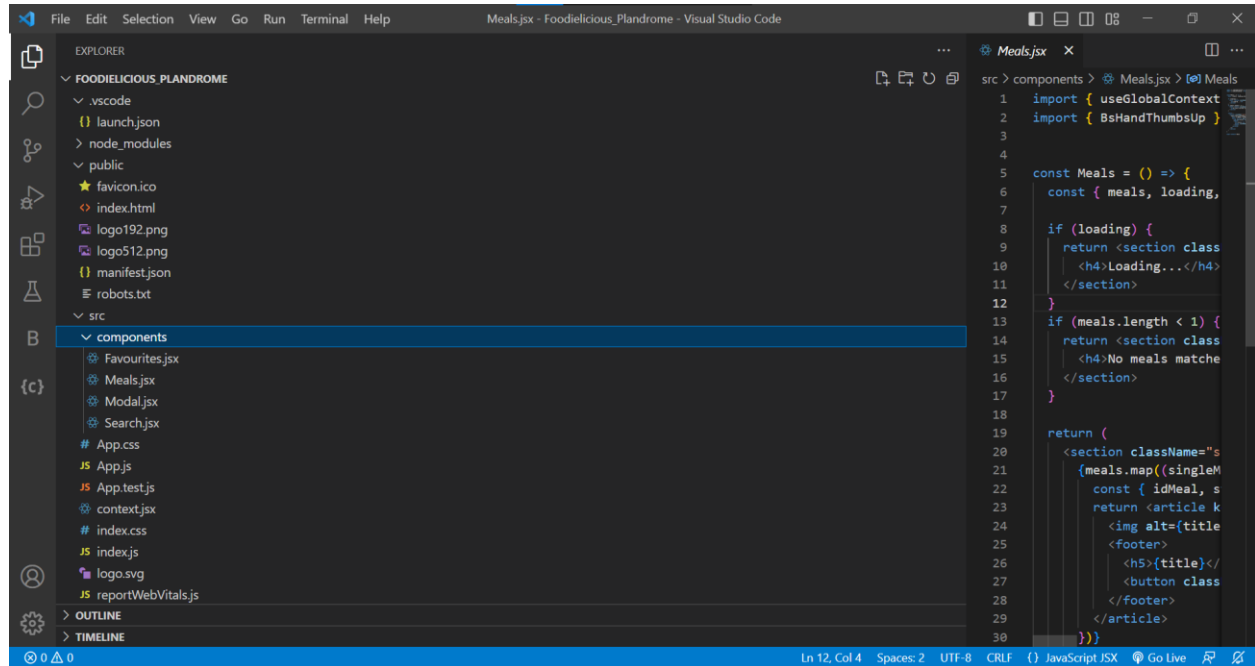 File Edit Selection View Go Run Terminal Help
Meals.jsx - Foodielicious_Plandrome - Visual Studio Code
EXPLORER
FOODIELICIOUS_PLANDROME
.vscode
{} launch.json
node_modules
public
favicon.ico
<> index.html
logo192.png
logo512.png
{} manifest.json
robots.txt
src
components
Favourites.jsx
Meals.jsx
Modal.jsx
Search.jsx
# App.css
JS App.js
JS App.test.js
context.jsx
# index.css
JS index.js
logo.svg
JS reportWebVitals.js
OUTLINE
TIMELINE
B
{c}
Meals.jsx
src > components > Meals.jsx > Meals
1 import { useGlobalContext
2 import { BsHandThumbsUp }
3
4
5 const Meals = () => {
6 const { meals, loading,
7
8 if (loading) {
9 return <section class
10 <h4>Loading...</h4>
11 </section>
12 }
13 if (meals.length < 1) {
14 return <section class
15 <h4>No meals matche
16 </section>
17 }
18
19 return (
20 <section className="s
21 {meals.map((singleM
22 const { idMeal, s
23 return <article k
24 <img alt={title
25 <footer>
26 <h5>{title}</
27 <button class
28 </footer>
29 </article>
30 })}
0 0
Ln 12, Col 4 Spaces: 2 UTF-8 CRLF {} JavaScript JSX Go Live